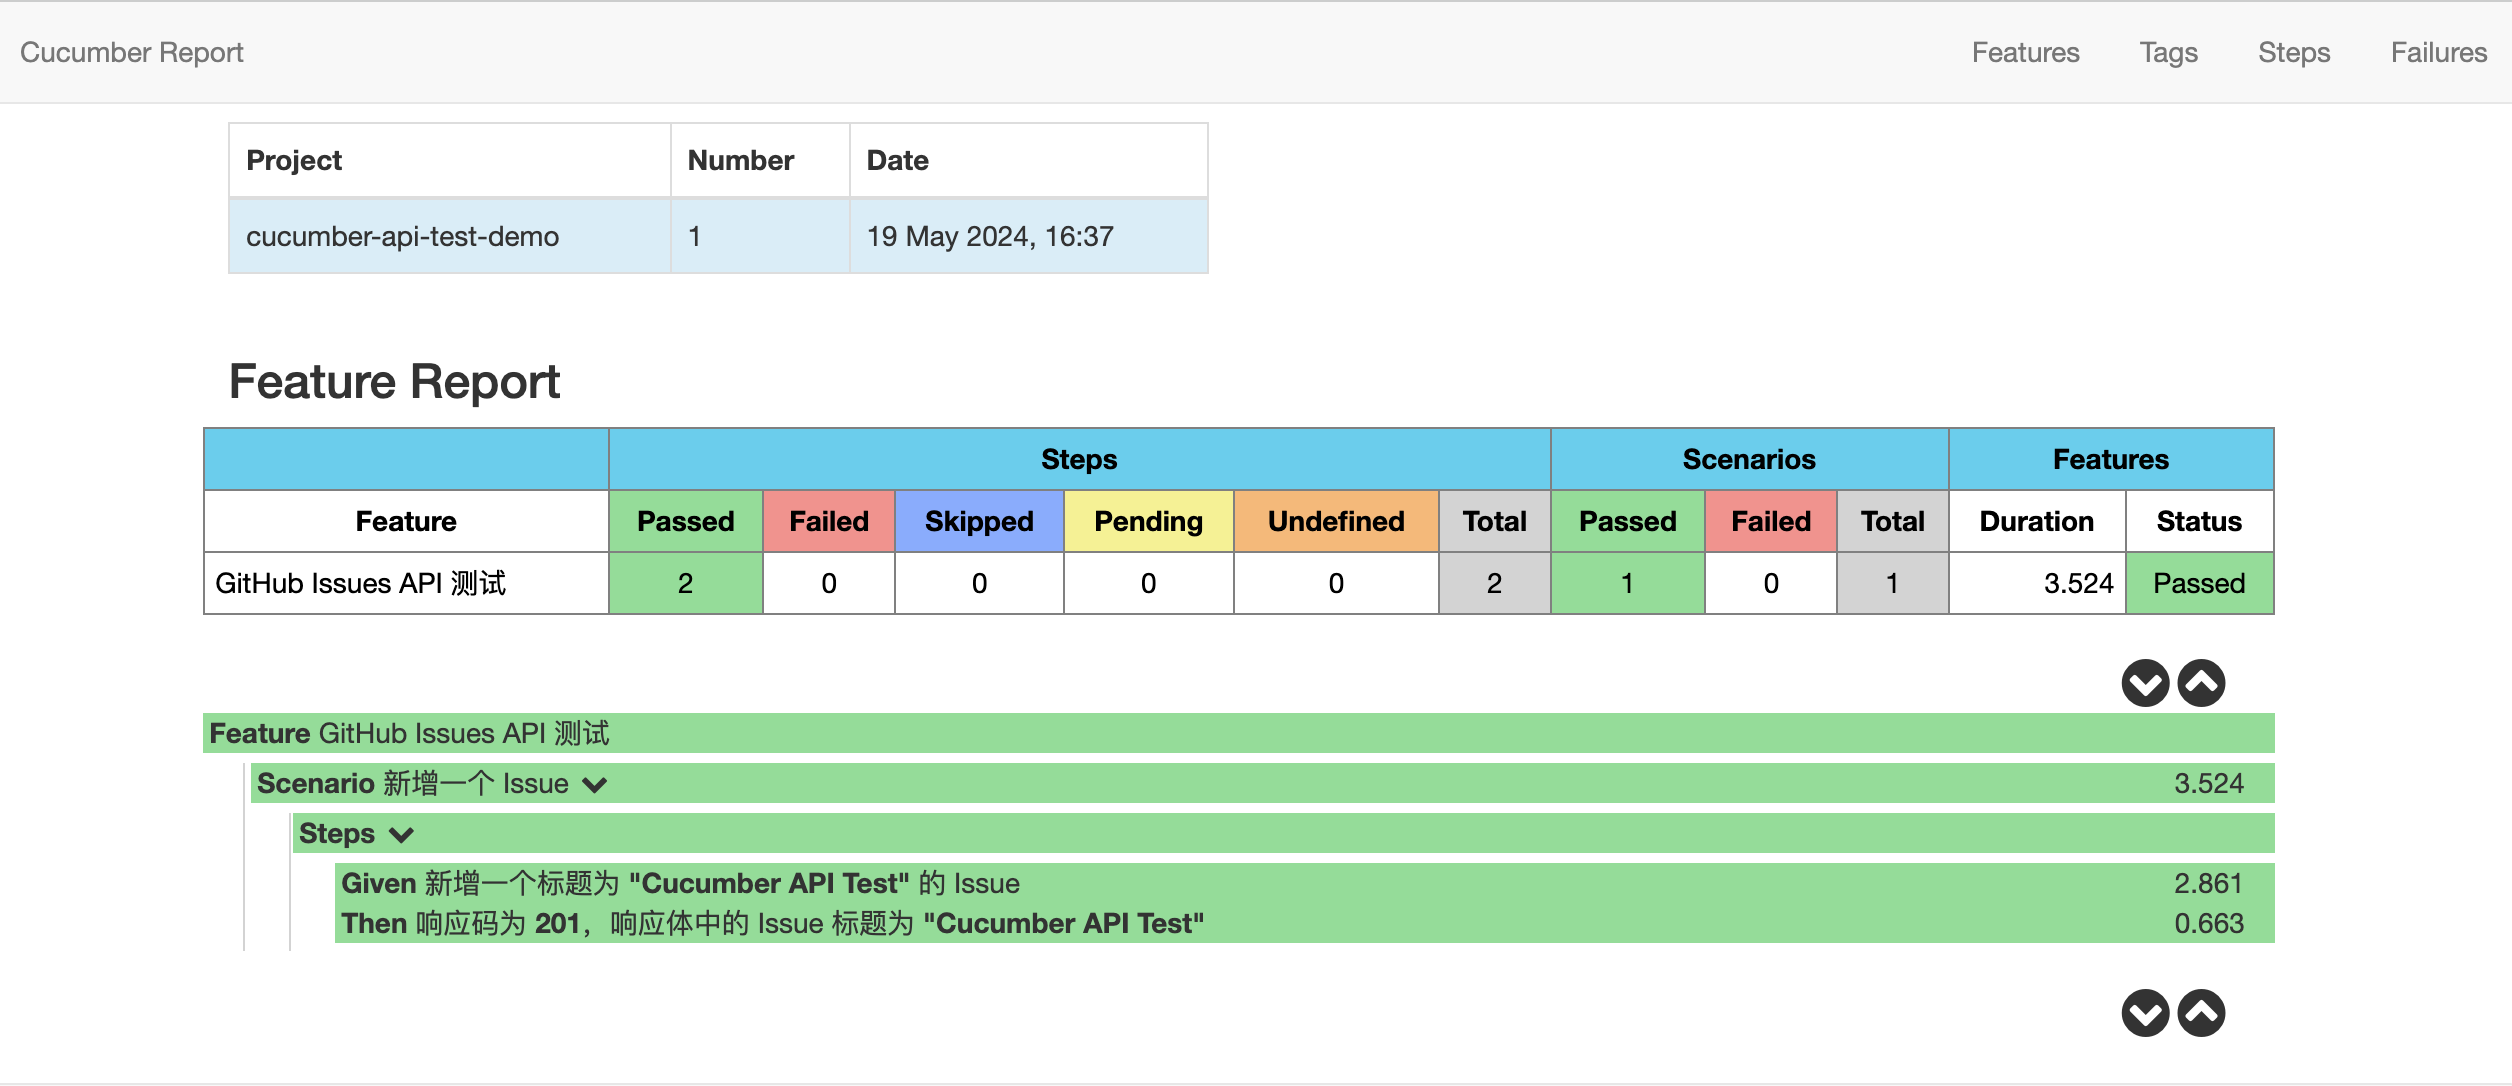 Cucumber Report Features Tags Steps Failures
Project Number Date
cucumber-api-test-demo 1 19 May 2024, 16:37
Feature Report
Steps Scenarios Features
Feature Passed Failed Skipped Pending Undefined Total Passed Failed Total Duration Status
GitHub Issues API 测试 2 0 0 0 0 2 1 0 1 3.524 Passed
Feature GitHub Issues API 测试
Scenario 新增一个 Issue 3.524
Steps
Given 新增一个标题为 "Cucumber API Test" 的 Issue 2.861
Then 响应码为 201，响应体中的 Issue 标题为 "Cucumber API Test" 0.663